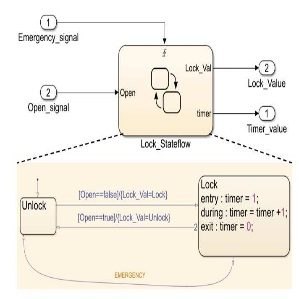 1
Emergency_signal
2
Open_signal
Open
Lock_Val
timer
2
Lock_Value
1
Timer_value
Lock_Stateflow
Unlock
[Open==false]/{Lock_Val=Lock}
[Open==true]/{Lock_Val=Unlock}
2
Lock
entry : timer = 1;
during : timer = timer +1;
exit : timer = 0;
EMERGENCY